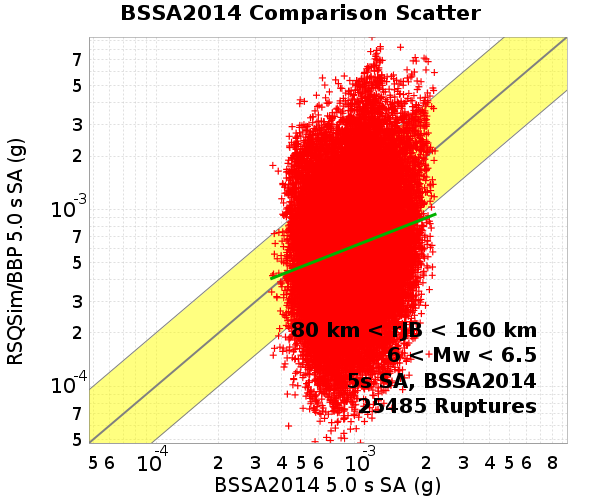 BSSA2014 Comparison Scatter
RSQSim/BBP 5.0 s SA (g)
7
5
3
2
10-3
7
5
3
2
10-4
7
5
80 km < rJB < 160 km
6 < Mw < 6.5
5s SA, BSSA2014
25485 Ruptures
5 6 10-4 2 3 4 5 6 10-3 2 3 4 5 6 8
BSSA2014 5.0 s SA (g)